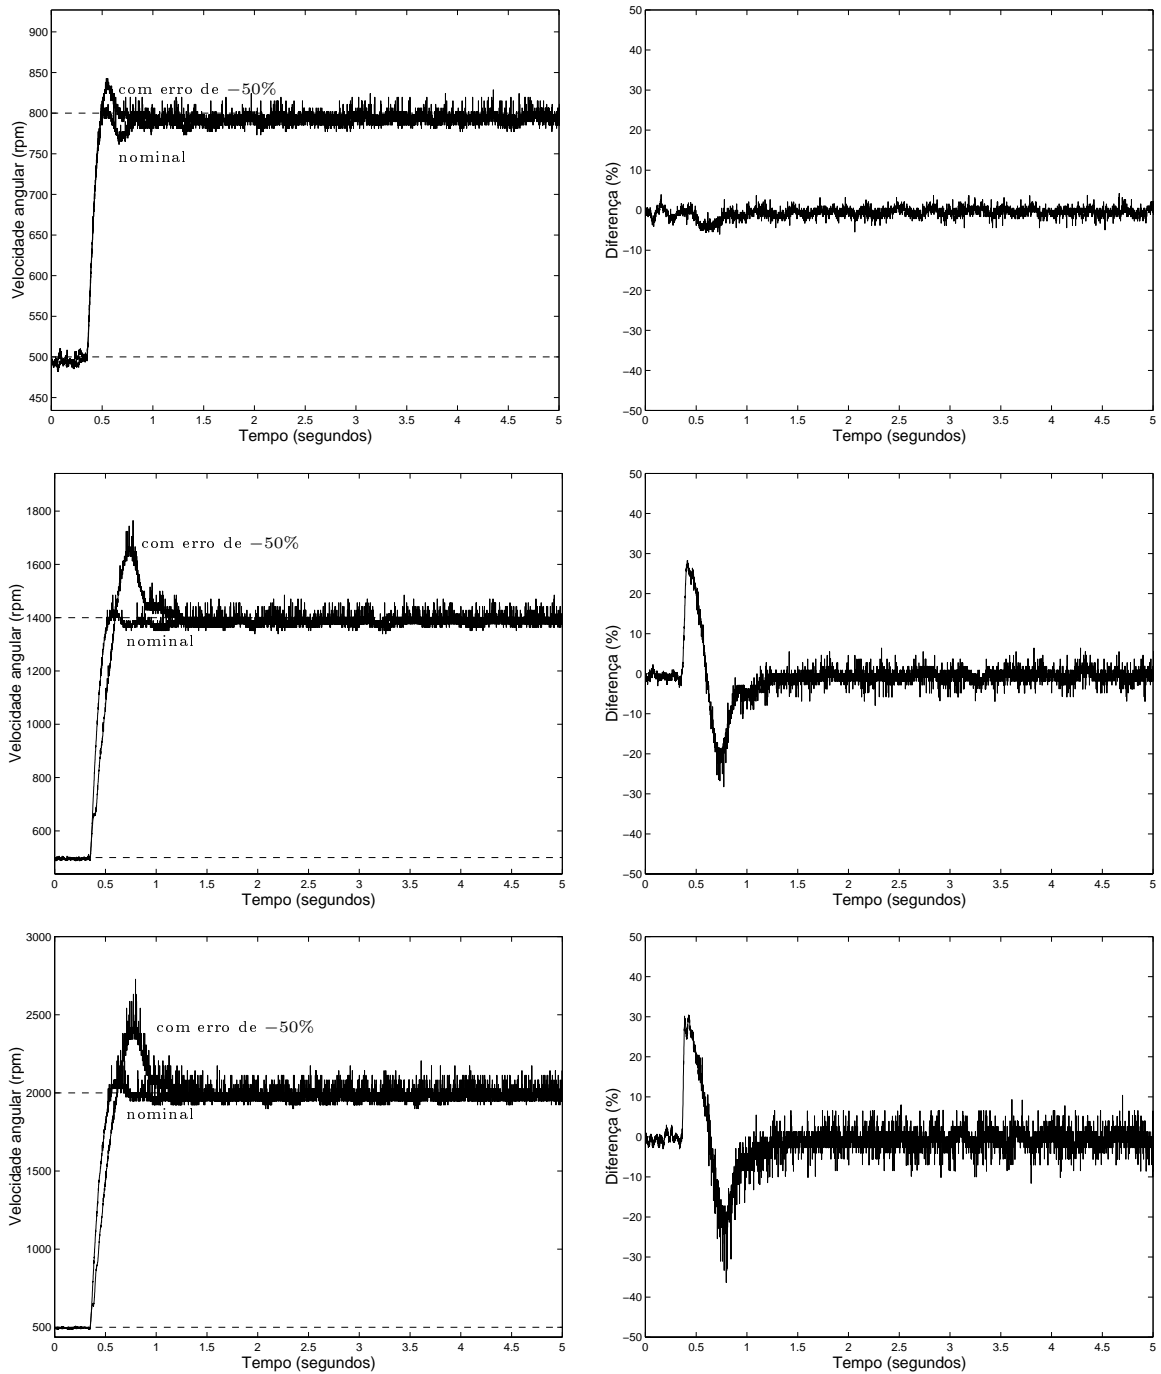 900
850
800
750
700
650
600
550
500
450
Velocidade angular (rpm)
com erro de −50%
nominal
0 0.5 1 1.5 2 2.5 3 3.5 4 4.5 5
Tempo (segundos)
50
40
30
20
10
0
−10
−20
−30
−40
−50
Diferença (%)
0 0.5 1 1.5 2 2.5 3 3.5 4 4.5 5
Tempo (segundos)
1800
1600
1400
1200
1000
800
600
Velocidade angular (rpm)
com erro de −50%
nominal
0 0.5 1 1.5 2 2.5 3 3.5 4 4.5 5
Tempo (segundos)
50
40
30
20
10
0
−10
−20
−30
−40
−50
Diferença (%)
0 0.5 1 1.5 2 2.5 3 3.5 4 4.5 5
Tempo (segundos)
3000
2500
2000
1500
1000
500
Velocidade angular (rpm)
com erro de −50%
nominal
0 0.5 1 1.5 2 2.5 3 3.5 4 4.5 5
Tempo (segundos)
50
40
30
20
10
0
−10
−20
−30
−40
−50
Diferença (%)
0 0.5 1 1.5 2 2.5 3 3.5 4 4.5 5
Tempo (segundos)